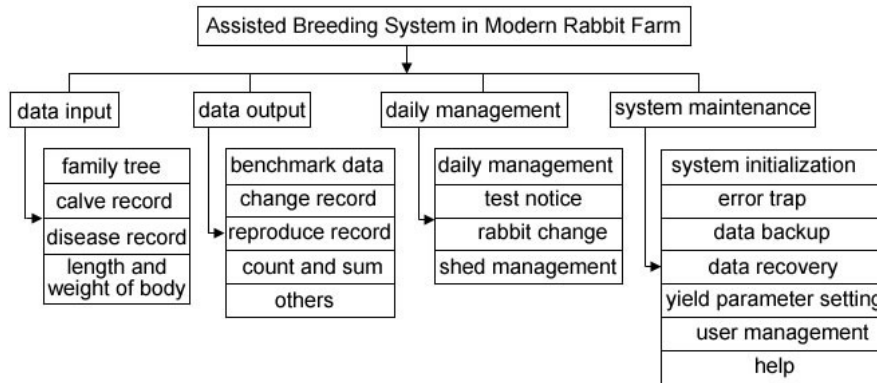 Assisted Breeding System in Modern Rabbit Farm
data input
data output
daily management
system maintenance
family tree
calve record
disease record
length and
weight of body
benchmark data
change record
reproduce record
count and sum
others
daily management
test notice
rabbit change
shed management
system initialization
error trap
data backup
data recovery
yield parameter setting
user management
help